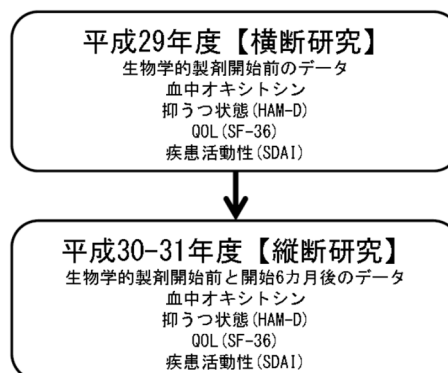 平成29年度【横断研究】
生物学的製剤開始前のデータ
血中オキシトシン
抑うつ状態(HAM-D)
QOL(SF-36)
疾患活動性(SDAI)
平成30-31年度【縦断研究】
生物学的製剤開始前と開始6カ月後のデータ
血中オキシトシン
抑うつ状態(HAM-D)
QOL(SF-36)
疾患活動性(SDAI)